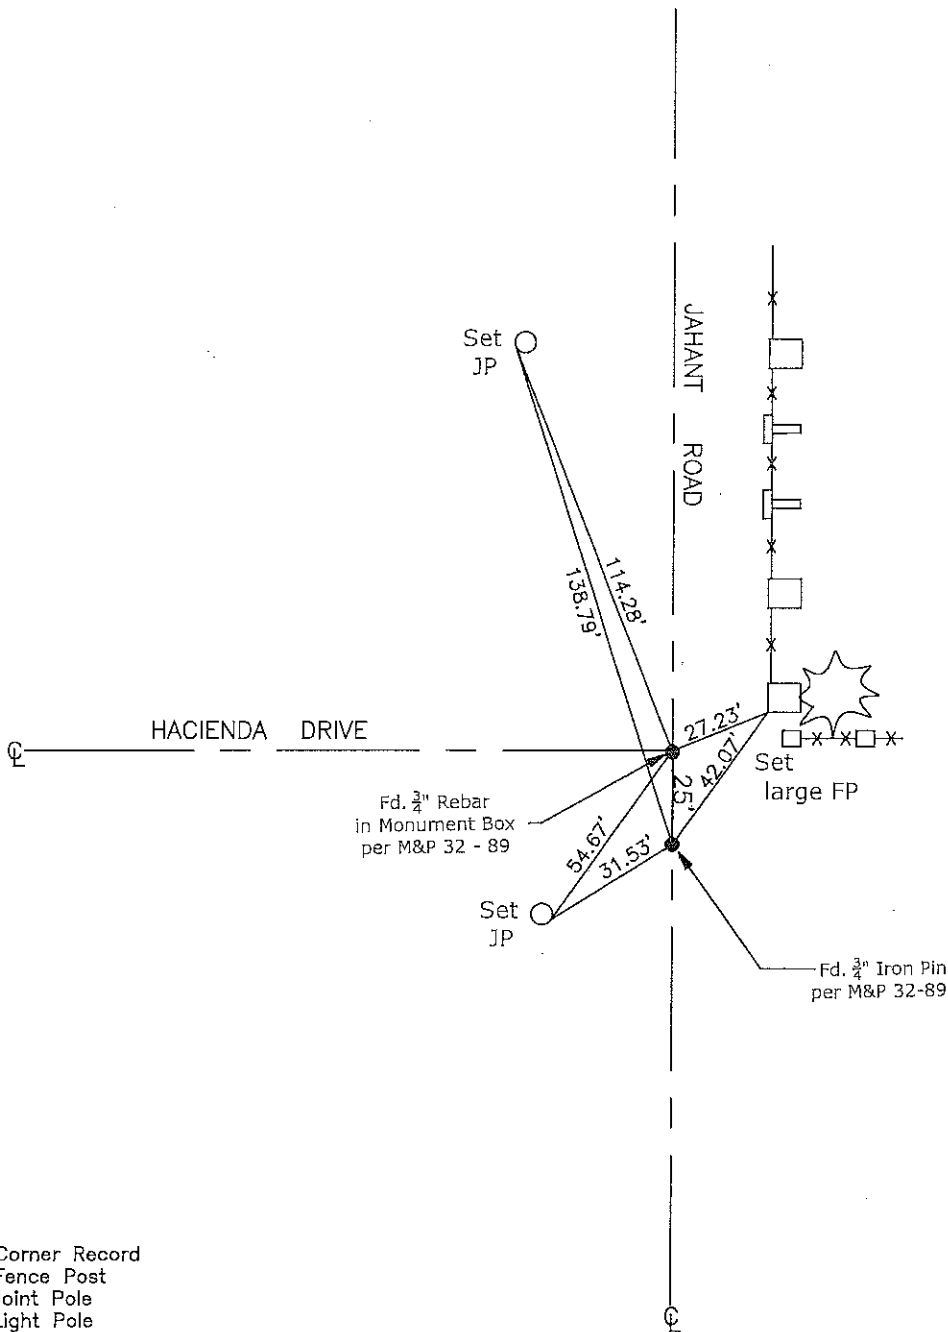 Set
JP
JAHANT ROAD
114.28'
138.79'
HACIENDA DRIVE
27.23'
℄
Set
large FP
42.07'
25'
Fd. ¾" Rebar
in Monument Box
per M&P 32 - 89
54.67'
31.53'
Set
JP
Fd. ¾" Iron Pin
per M&P 32-89
Corner Record
Fence Post
Joint Pole
Light Pole
℄